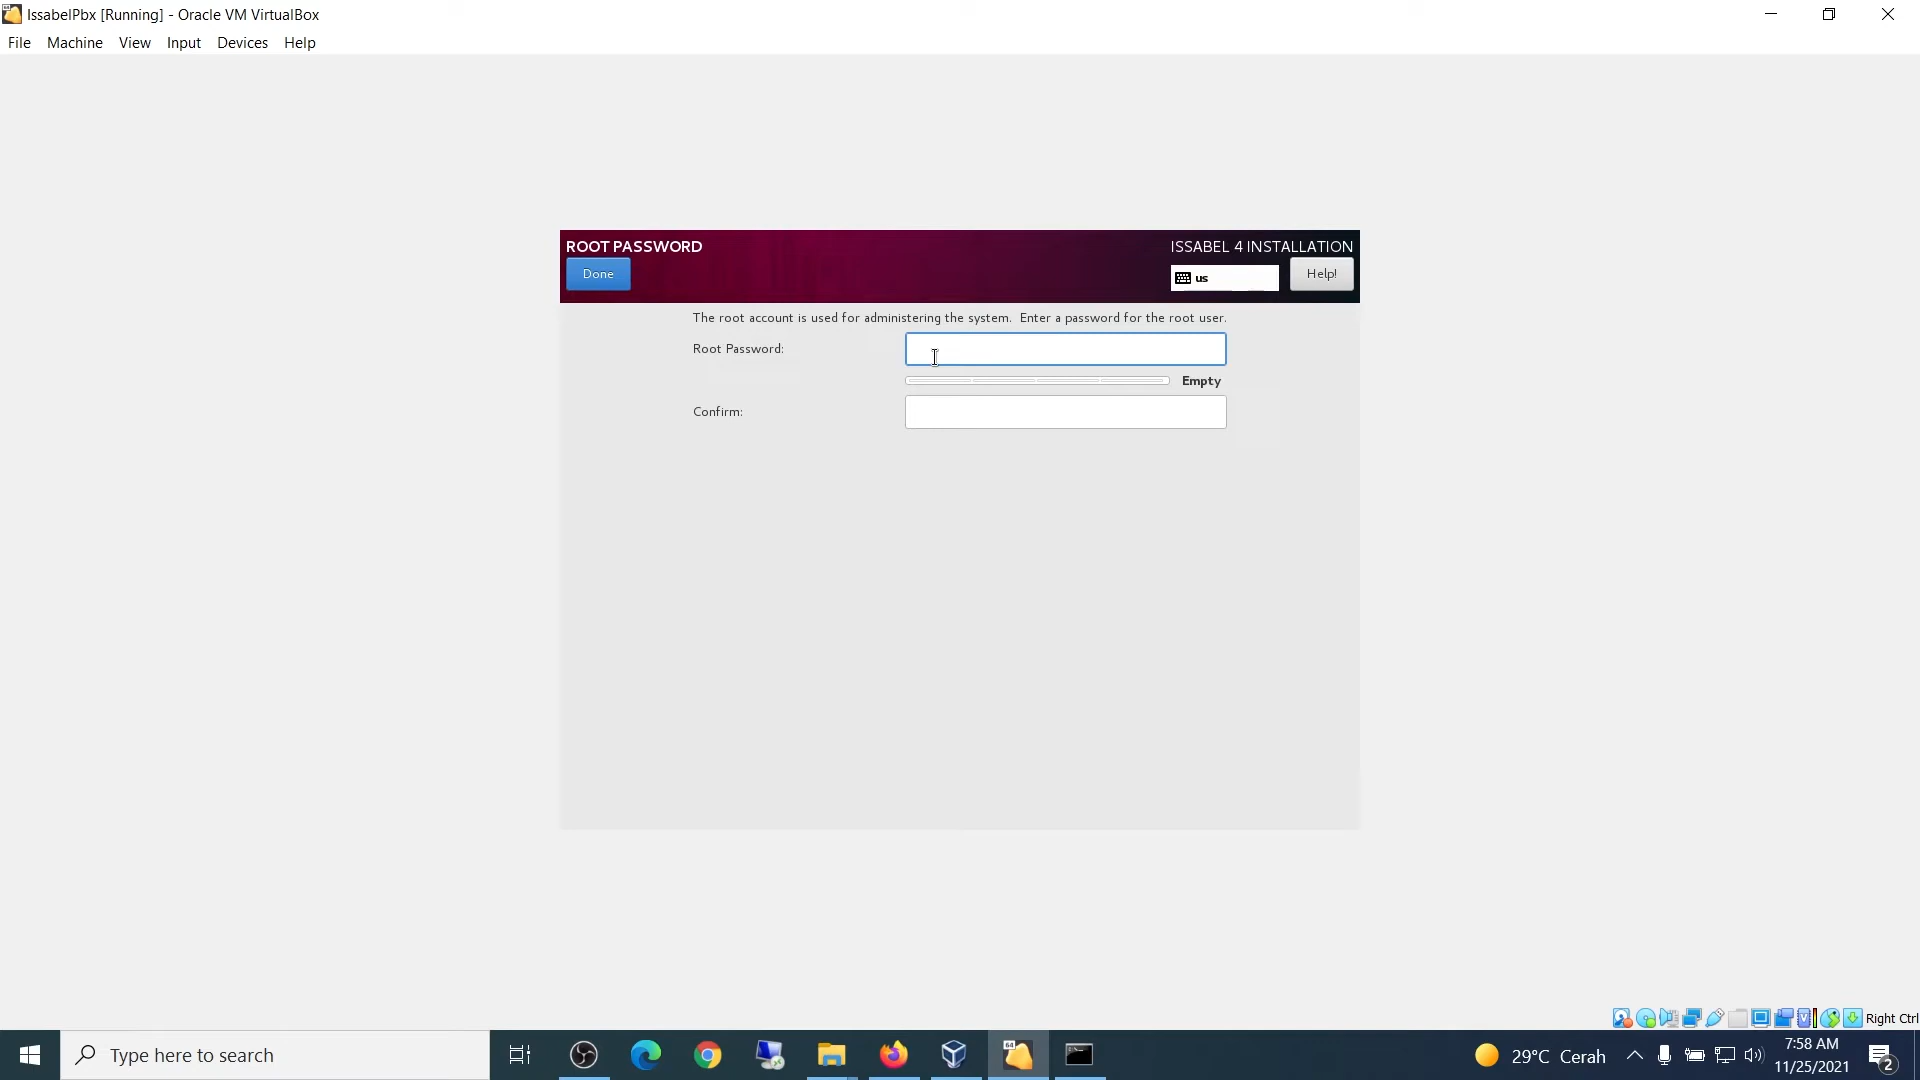 IssabelPbx [Running] - Oracle VM VirtualBox
File Machine View Input Devices Help
ROOT PASSWORD
ISSABEL 4 INSTALLATION
Done
us
Help!
The root account is used for administering the system. Enter a password for the root user.
Root Password:
Empty
Confirm:
Right Ctrl
Type here to search
64
29°C Cerah
7:58 AM
11/25/2021
2